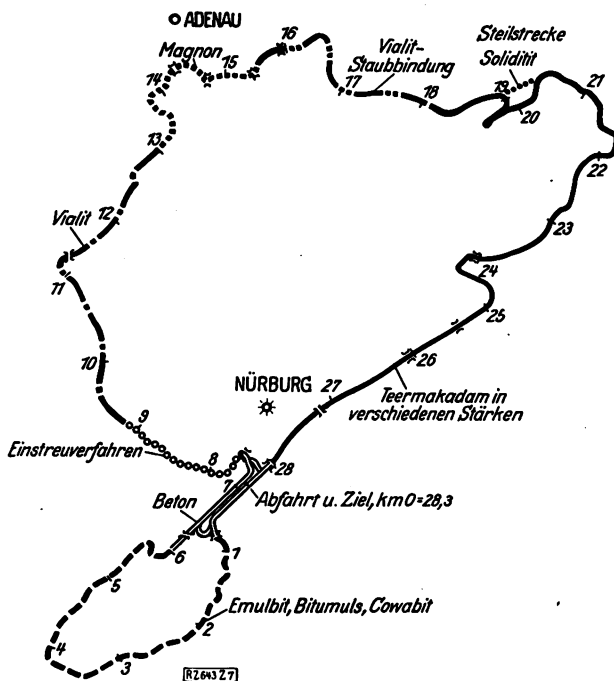 ADENAU
Magnon
16
15
14
13
12
Vialit
11
10
9
Einstreuverfahren
8
Vialit-
Staubbindung
17
18
Steilstrecke
Soliditit
19
20
21
22
23
24
25
26
Teermakadam in
verschiedenen Stärken
27
NÜRBURG
28
7
Abfahrt u. Ziel, km 0=28,3
Beton
6
1
5
Emulbit, Bitumuls, Cowabit
2
4
3
RZ643 Z7